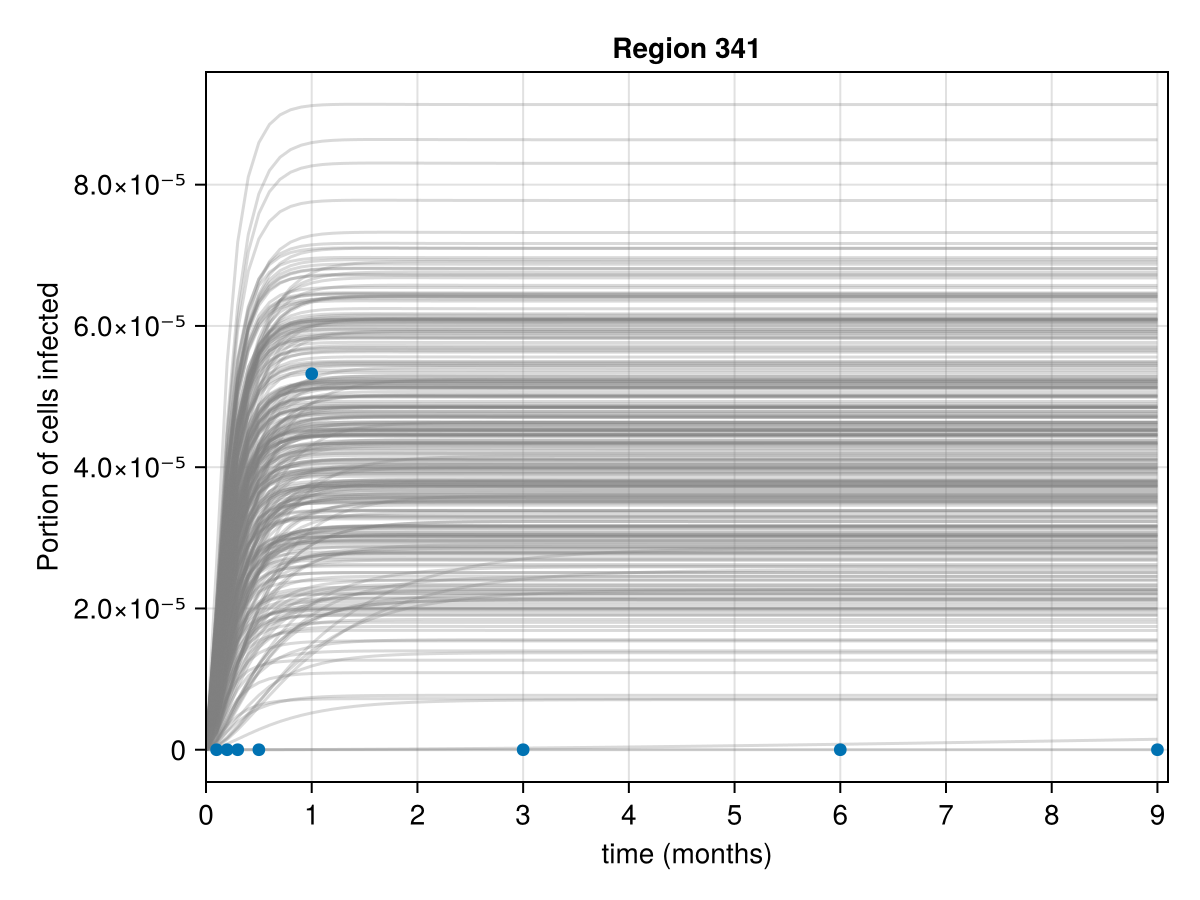 Region 341
Portion of cells infected
8.0×10⁻⁵
6.0×10⁻⁵
4.0×10⁻⁵
2.0×10⁻⁵
0
0 1 2 3 4 5 6 7 8 9
time (months)